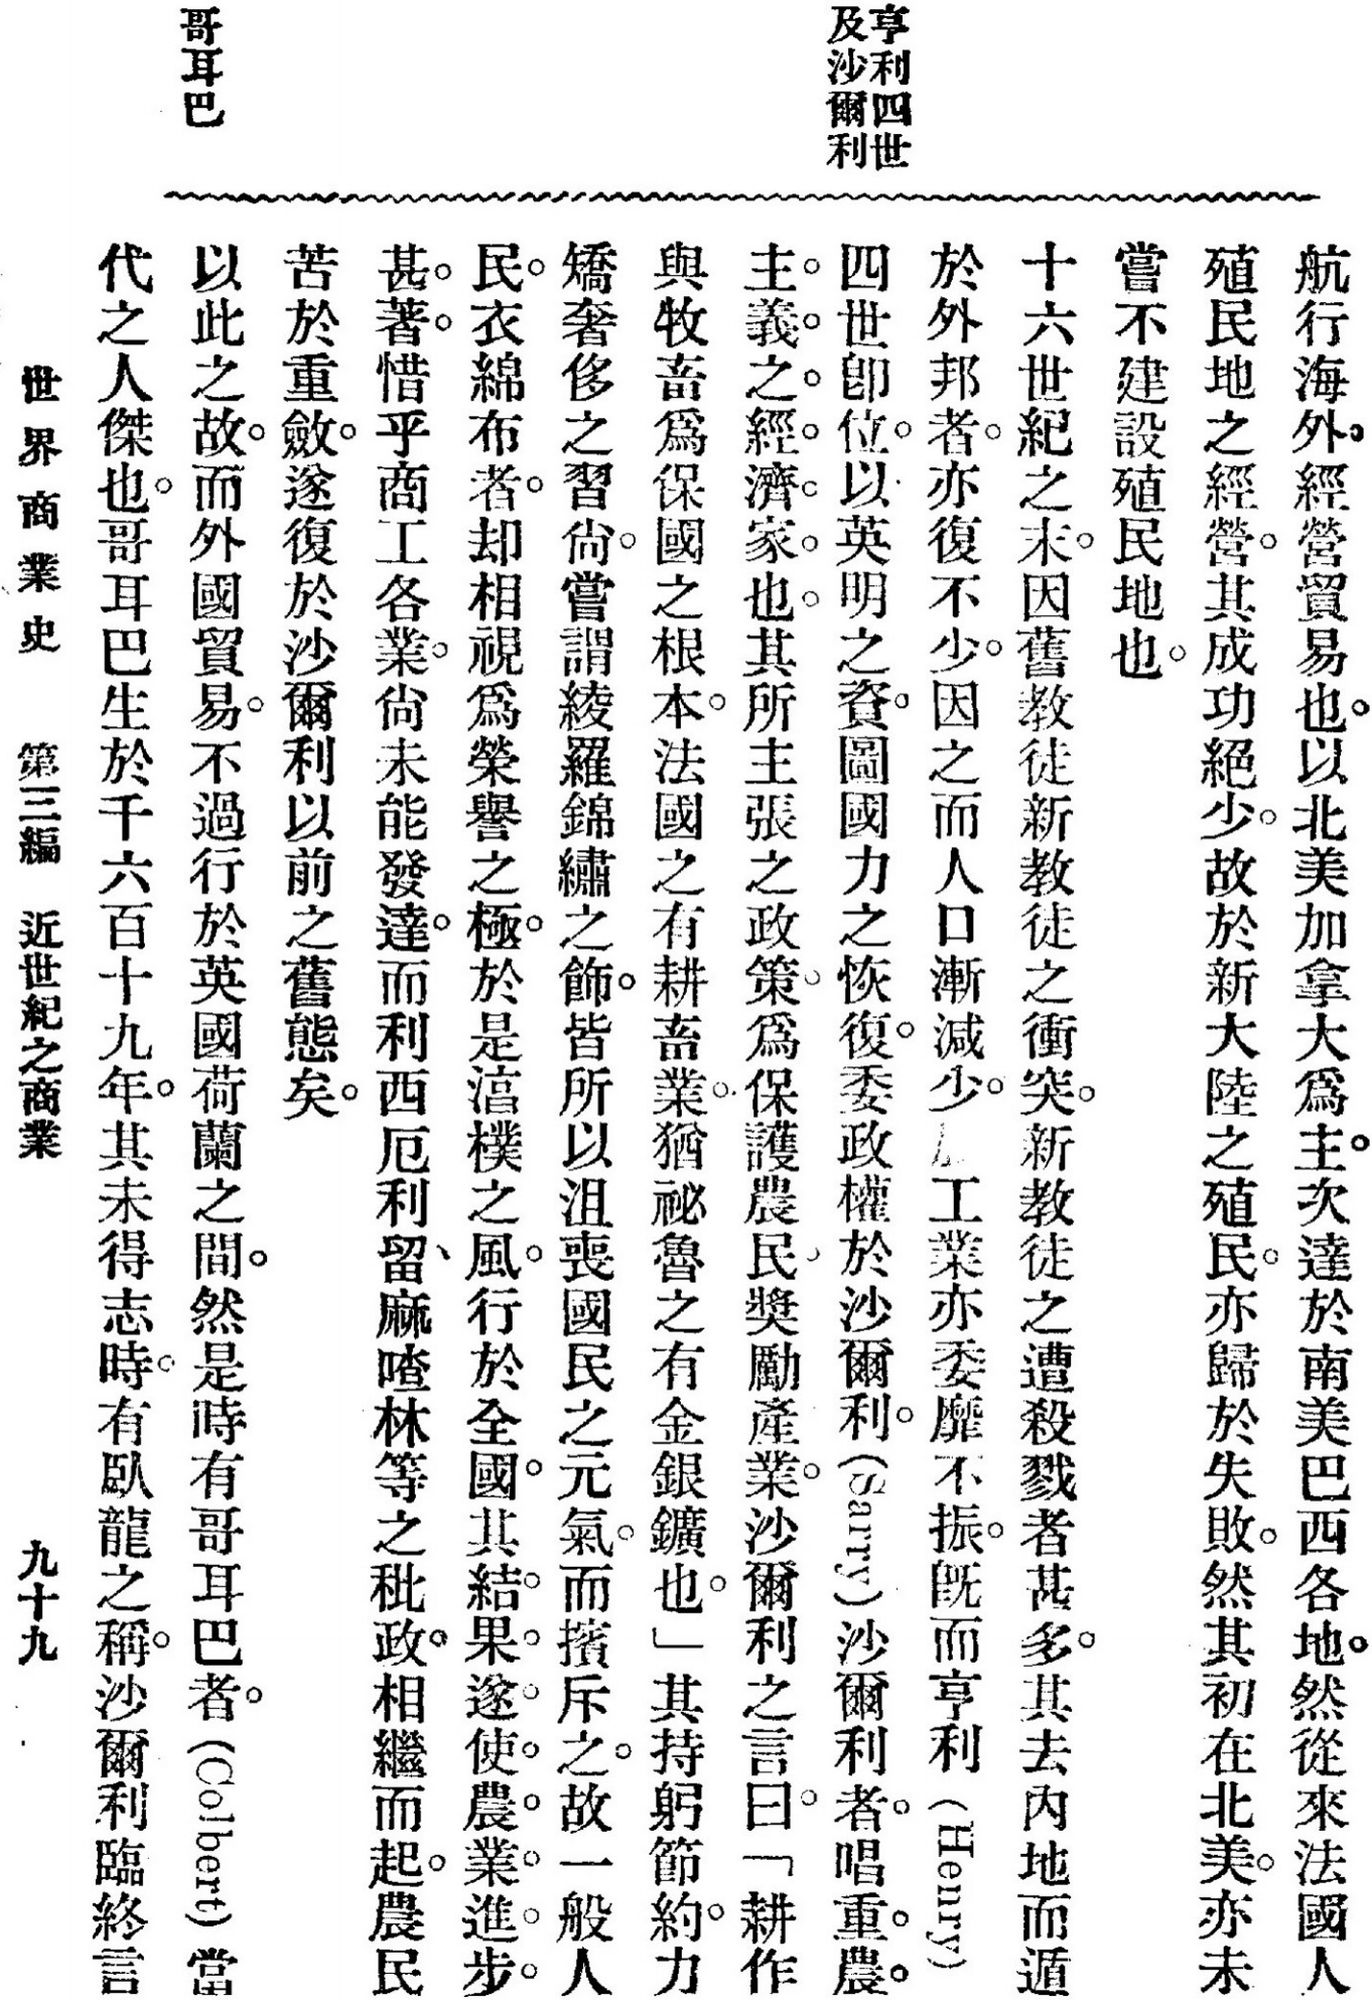 亨利四世
及沙爾利
哥耳巴
航行海外。經營貿易也。以北美加拿大爲主。次達於南美巴西各地。然從來法國人
殖民地之經營。其成功絕少。故於新大陸之殖民。亦歸於失敗。然其初在北美。亦未
嘗不建設殖民地也。
十六世紀之末。因舊教徒新教徒之衝突。新教徒之遭殺戮者甚多。其去內地而遁
於外邦者。亦復不少。因之而人口漸減少。工業亦委靡不振。旣而亨利（Henry）
四世卽位。以英明之資。圖國力之恢復。委政權於沙爾利。(Sarry)沙爾利者。唱重。農。
主。義。之。經。濟。家。也。其所主張之政策。爲保護農民、獎勵產業。沙爾利之言曰。「耕作
與牧畜爲保國之根本。法國之有耕畜業。猶祕魯之有金銀鑛也。」其持躬節約。力
矯奢侈之習尙。嘗謂綾羅錦繡之飾。皆所以沮喪國民之元氣。而擯斥之。故一般人
民。衣綿布者。却相視爲榮譽之極。於是湻樸之風。行於全國。其結。果。遂。使。農。業。進。步。
甚。著。惜乎商工各業。尙未能發達。而利西厄利留、麻喳林等之秕政。相繼而起。農民
苦於重斂。遂復於沙爾利以前之舊態矣。
以此之故。而外國貿易。不過行於英國荷蘭之間。然是時有哥耳巴者。(Colbert)當
代之人傑也。哥耳巴生於千六百十九年。其未得志時。有臥龍之稱。沙爾利臨終言
世界商業史　第三編　近世紀之商業　九十九